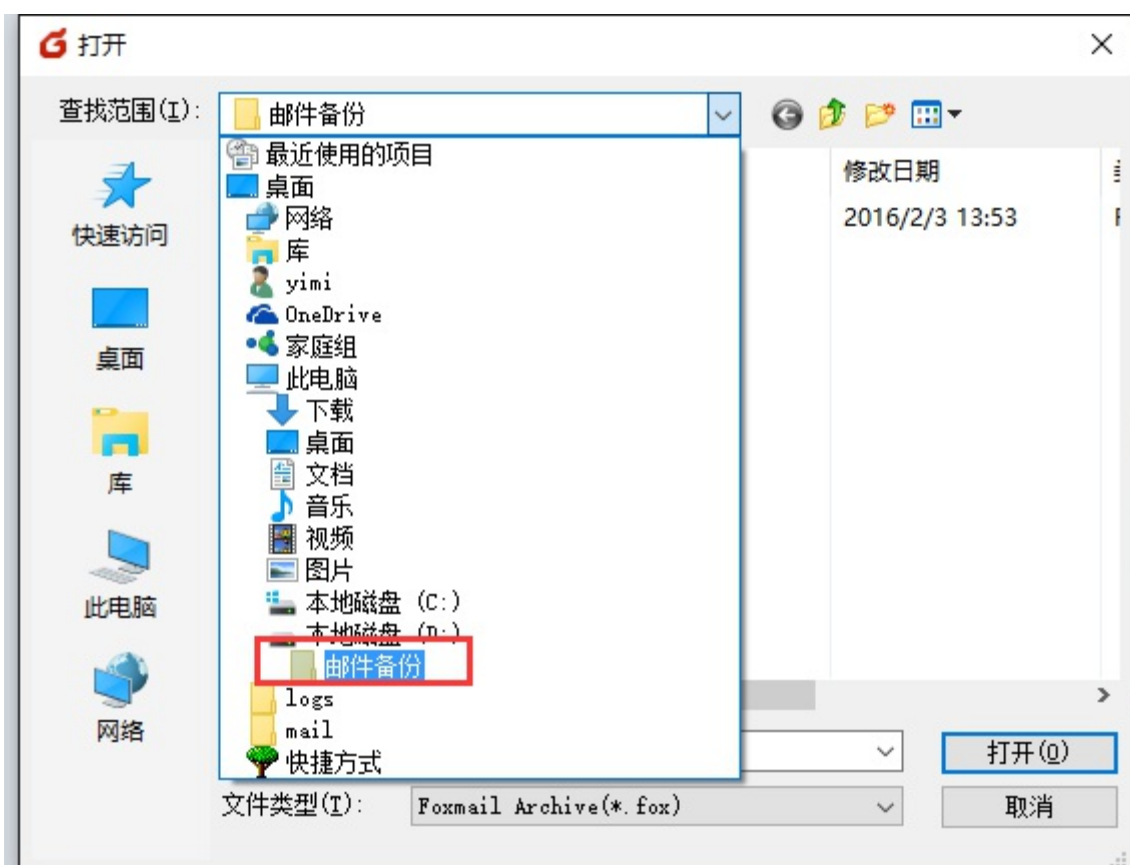 打开
查找范围(I):
邮件备份
最近使用的项目
桌面
网络
库
yimi
OneDrive
家庭组
此电脑
下载
桌面
文档
音乐
视频
图片
本地磁盘 (C:)
本地磁盘 (D:)
邮件备份
logs
mail
快捷方式
快速访问
桌面
库
此电脑
网络
修改日期
2016/2/3 13:53
打开(O)
文件类型(T):
Foxmail Archive(*.fox)
取消